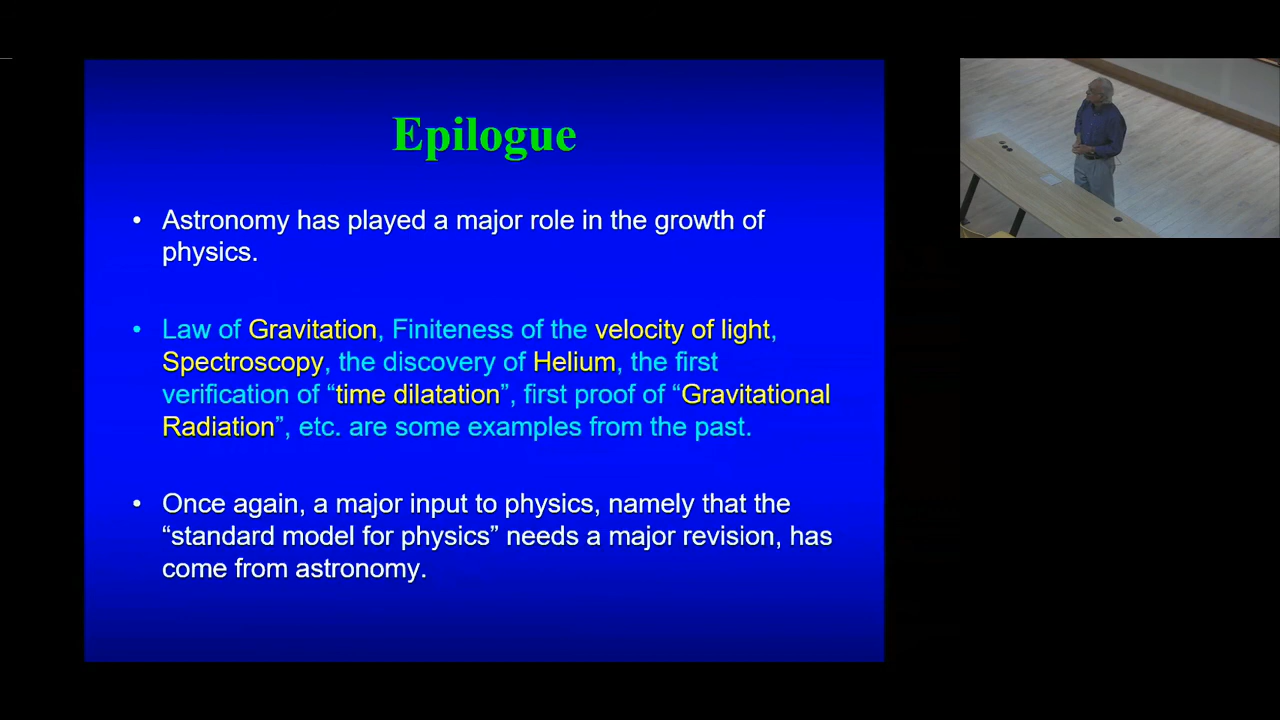 Epilogue
• Astronomy has played a major role in the growth of
physics.
• Law of Gravitation, Finiteness of the velocity of light,
Spectroscopy, the discovery of Helium, the first
verification of “time dilatation”, first proof of “Gravitational
Radiation”, etc. are some examples from the past.
• Once again, a major input to physics, namely that the
“standard model for physics” needs a major revision, has
come from astronomy.